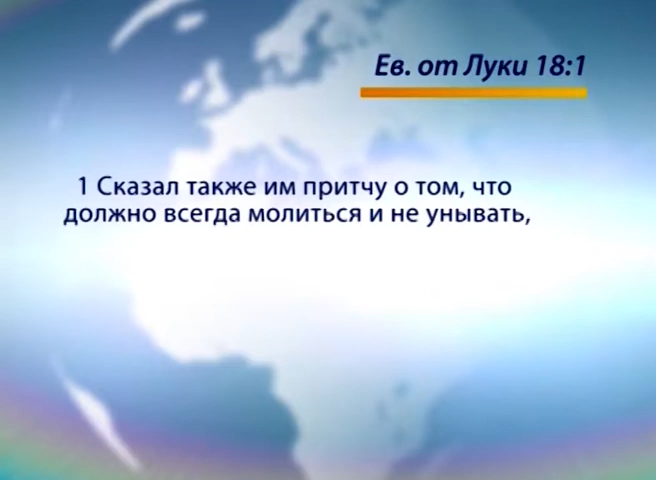 Ев. от Луки 18:1
1 Сказал также им притчу о том, что
должно всегда молиться и не унывать,